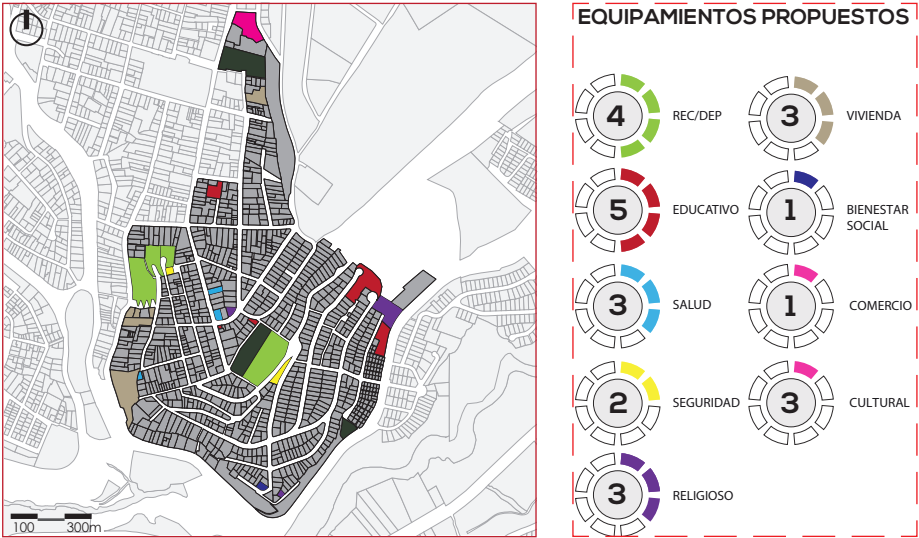 EQUIPAMIENTOS PROPUESTOS
4
REC/DEP
3
VIVIENDA
5
EDUCATIVO
1
BIENESTAR
SOCIAL
3
SALUD
1
COMERCIO
2
SEGURIDAD
3
CULTURAL
3
RELIGIOSO
100 300m